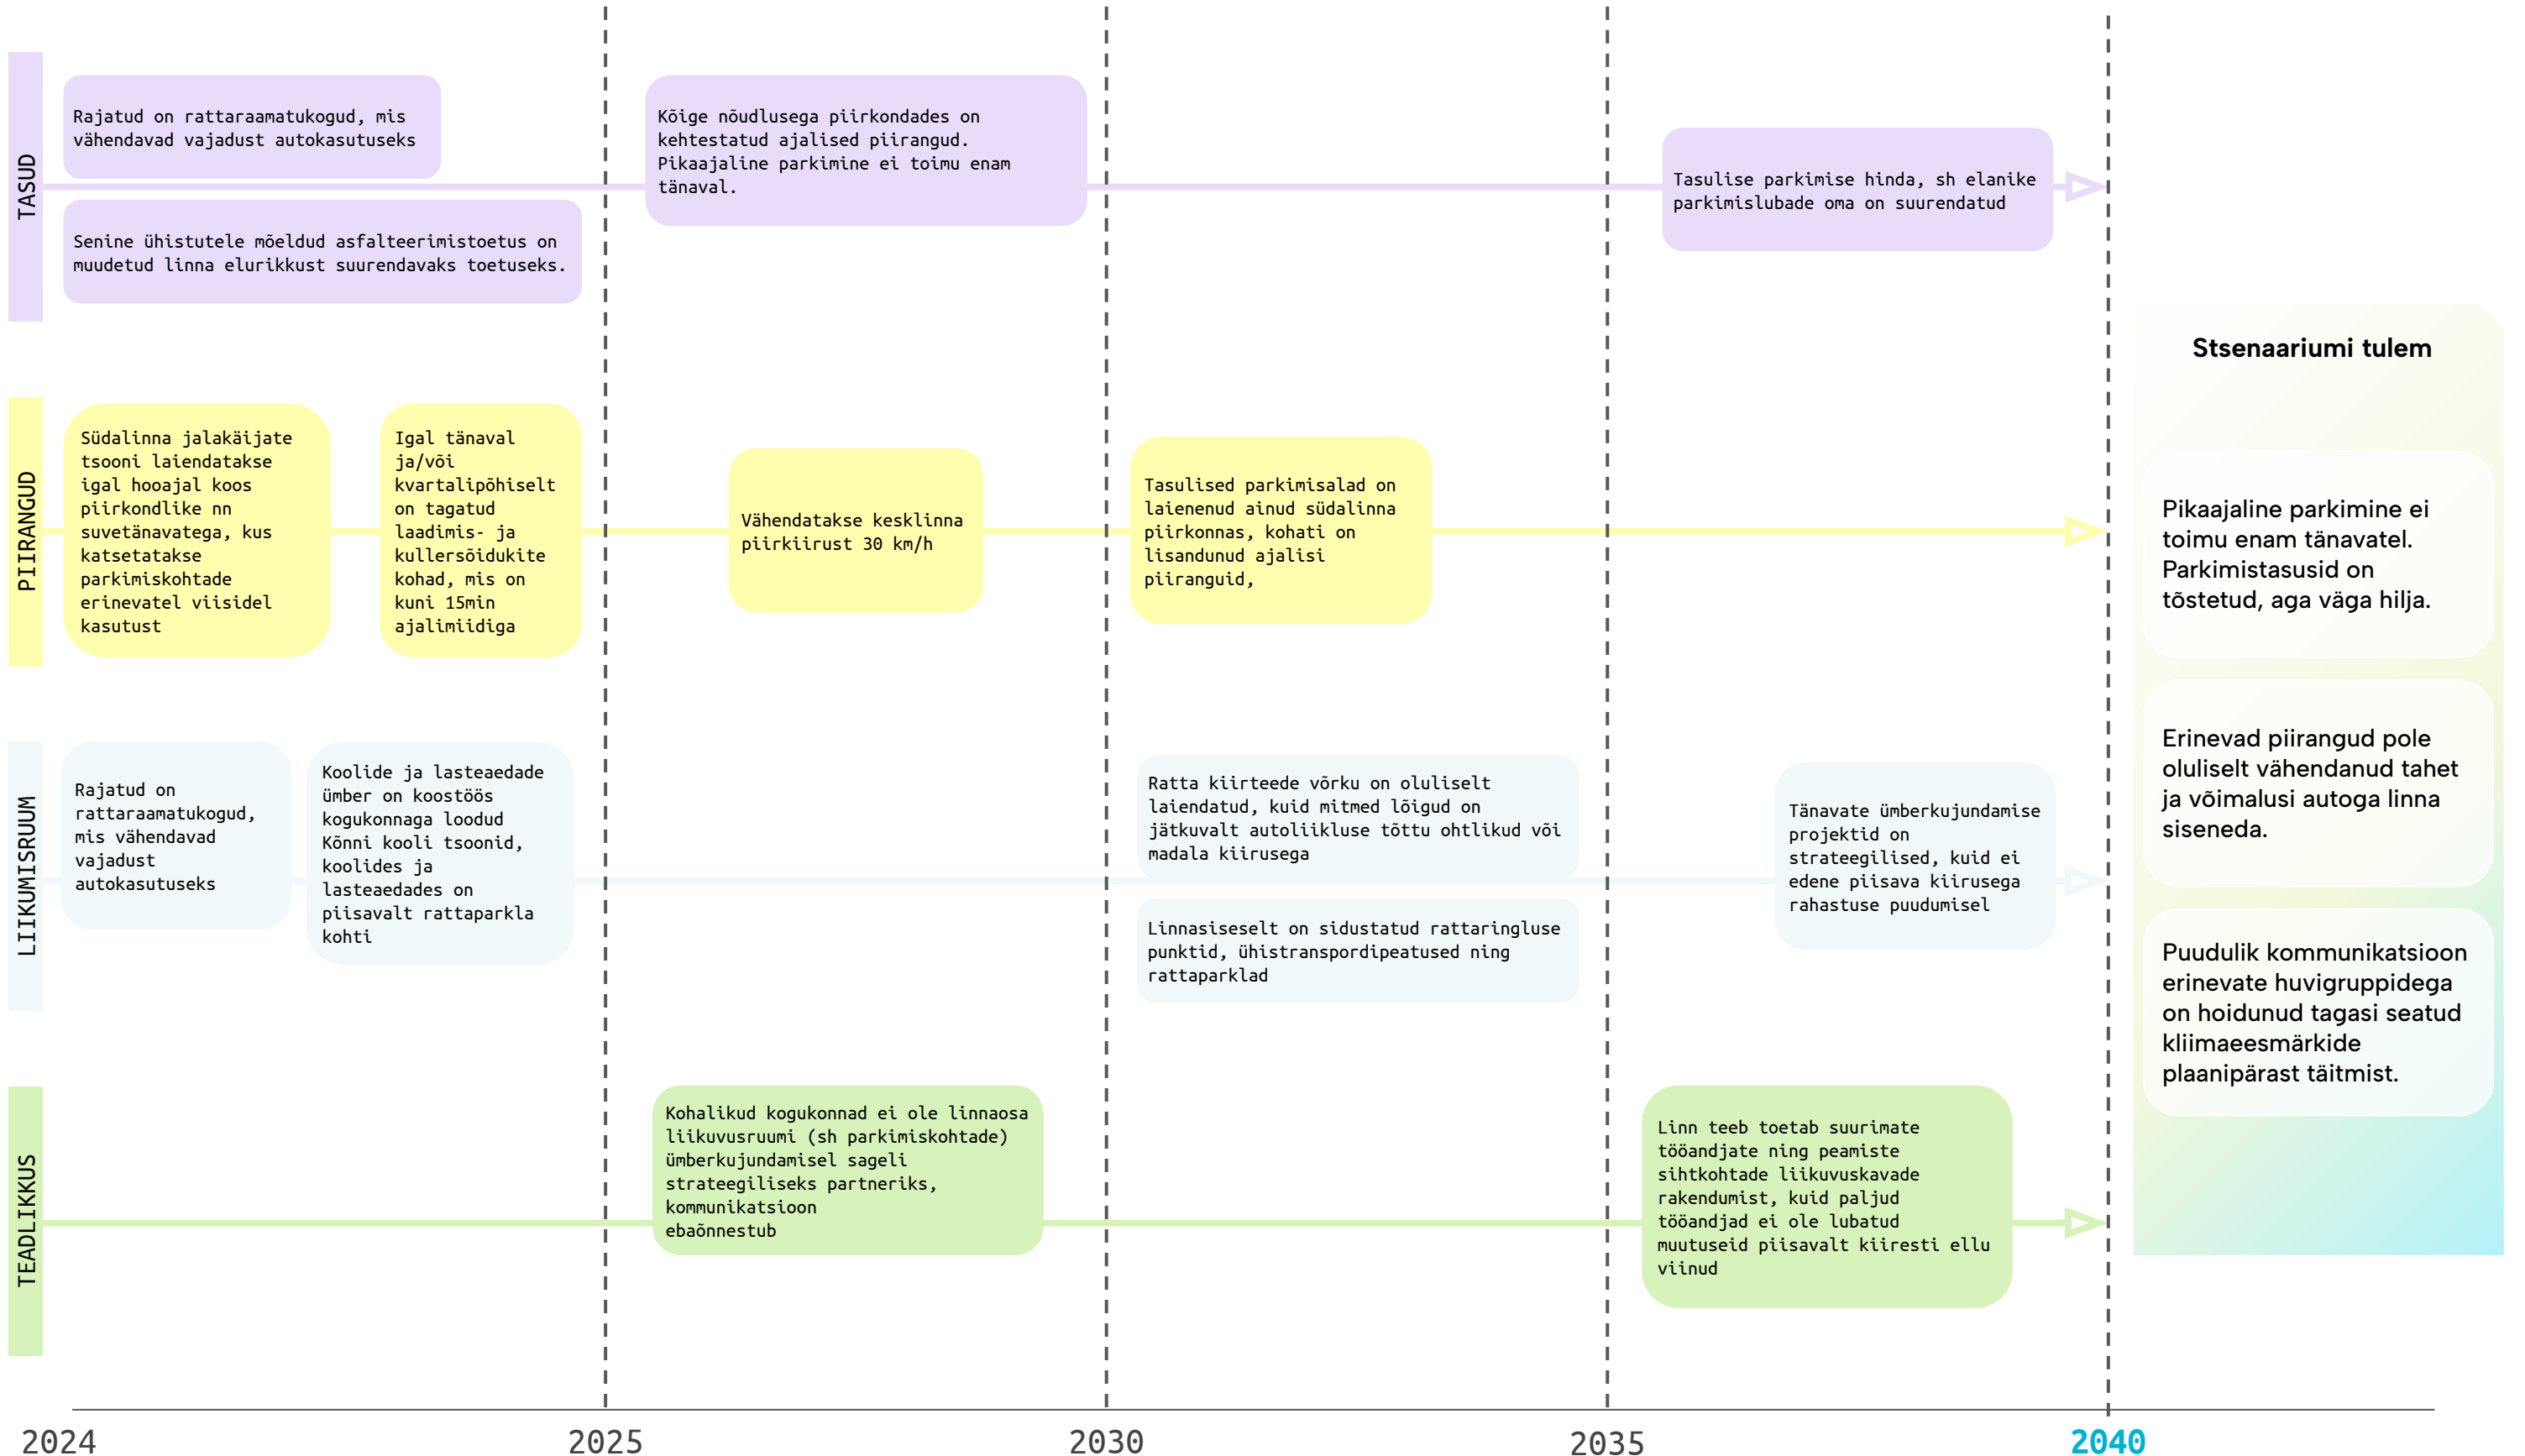 TASUD
Rajatud on rattaraamatukogud, mis
vähendavad vajadust autokasutuseks
Senine ühistutele mõeldud asfalteerimistoetus on
muudetud linna elurikkust suurendavaks toetuseks.
Kõige nõudlusega piirkondades on
kehtestatud ajalised piirangud.
Pikaajaline parkimine ei toimu enam
tänaval.
Tasulise parkimise hinda, sh elanike
parkimislubade oma on suurendatud
PIIRANGUD
Südalinna jalakäijate
tsooni laiendatakse
igal hooajal koos
piirkondlike nn
suvetänavatega, kus
katsetatakse
parkimiskohtade
erinevatel viisidel
kasutust
Igal tänaval
ja/või
kvartalipõhiselt
on tagatud
laadimis- ja
kullersõidukite
kohad, mis on
kuni 15min
ajalimiidiga
Vähendatakse kesklinna
piirkiirust 30 km/h
Tasulised parkimisalad on
laienenud ainud südalinna
piirkonnas, kohati on
lisandunud ajalisi
piiranguid,
LIIKUMISRUUM
Rajatud on
rattaraamatukogud,
mis vähendavad
vajadust
autokasutuseks
Koolide ja lasteaedade
ümber on koostöös
kogukonnaga loodud
Kõnni kooli tsoonid,
koolides ja
lasteaedades on
piisavalt rattaparkla
kohti
Ratta kiirteede võrku on oluliselt
laiendatud, kuid mitmed lõigud on
jätkuvalt autoliikluse tõttu ohtlikud või
madala kiirusega
Linnasiseselt on sidustatud rattaringluse
punktid, ühistranspordipeatused ning
rattaparklad
Tänavate ümberkujundamise
projektid on
strateegilised, kuid ei
edene piisava kiirusega
rahastuse puudumisel
TEADLIKKUS
Kohalikud kogukonnad ei ole linnaosa
liikuvusruumi (sh parkimiskohtade)
ümberkujundamisel sageli
strateegiliseks partneriks,
kommunikatsioon
ebaõnnestub
Linn teeb toetab suurimate
tööandjate ning peamiste
sihtkohtade liikuvuskavade
rakendumist, kuid paljud
tööandjad ei ole lubatud
muutuseid piisavalt kiiresti ellu
viinud
Stsenaariumi tulem
Pikaajaline parkimine ei
toimu enam tänavatel.
Parkimistasusid on
tõstetud, aga väga hilja.
Erinevad piirangud pole
oluliselt vähendanud tahet
ja võimalusi autoga linna
siseneda.
Puudulik kommunikatsioon
erinevate huvigruppidega
on hoidunud tagasi seatud
kliimaeesmärkide
plaanipärast täitmist.
2024
2025
2030
2035
2040